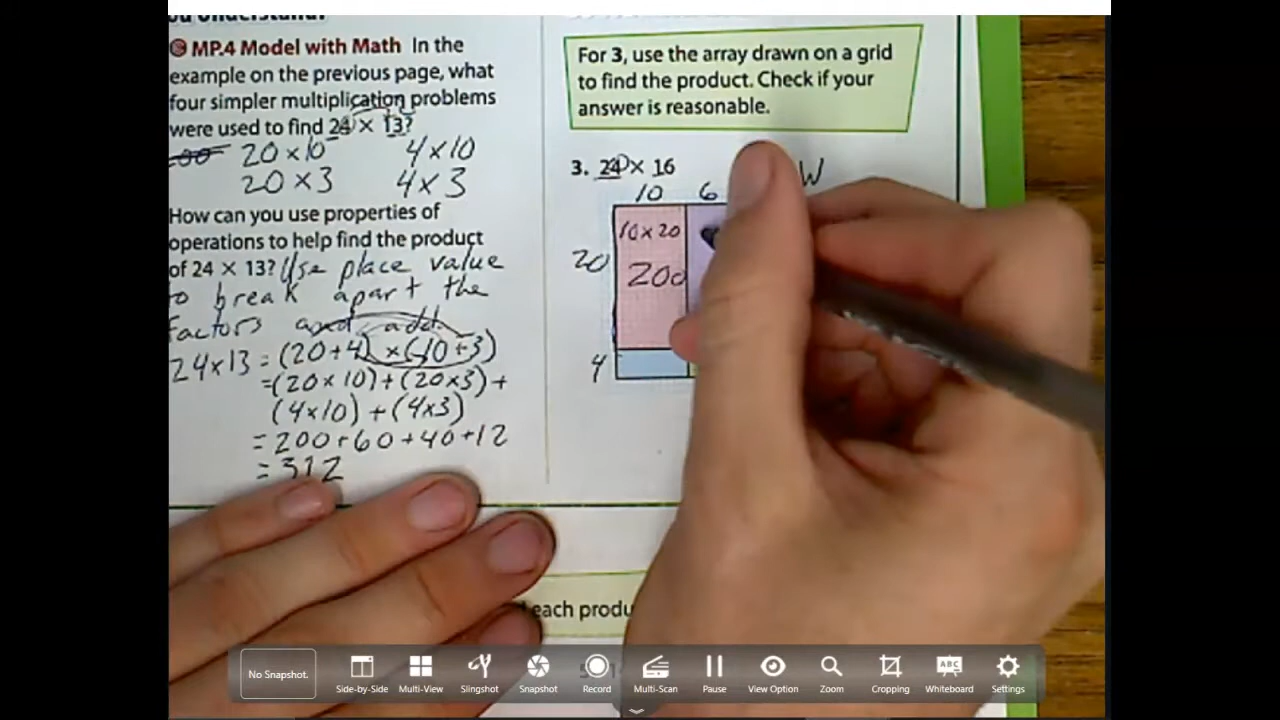 MP.4 Model with Math In the
example on the previous page, what
four simpler multiplication problems
were used to find 24 × 13?
20 × 10 4 × 10
20 × 3 4 × 3
How can you use properties of
operations to help find the product
of 24 × 13? Use place value
to break apart the
factors and add.
24 × 13 = (20 + 4) × (10 + 3)
= (20 × 10) + (20 × 3) +
(4 × 10) + (4 × 3)
= 200 + 60 + 40 + 12
= 312
For 3, use the array drawn on a grid
to find the product. Check if your
answer is reasonable.
3. 24 × 16
10 6
10 × 20
20
200
4
each produ
No Snapshot.
Side-by-Side
Multi-View
Slingshot
Snapshot
Record
Multi-Scan
Pause
View Option
Zoom
Cropping
ABC
Whiteboard
Settings